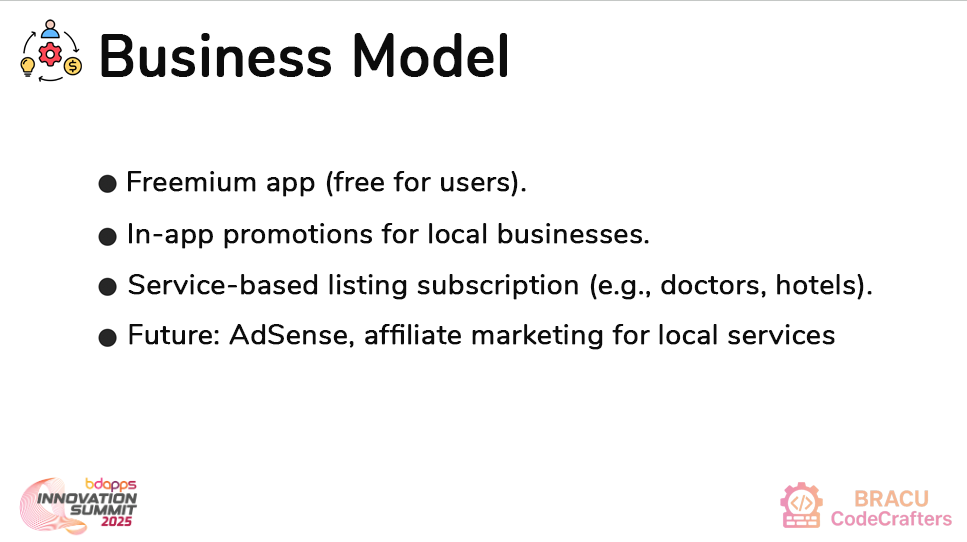 Business Model
● Freemium app (free for users).
● In-app promotions for local businesses.
● Service-based listing subscription (e.g., doctors, hotels).
● Future: AdSense, affiliate marketing for local services
bdapps
INNOVATION
SUMMIT
2025
BRACU
CodeCrafters